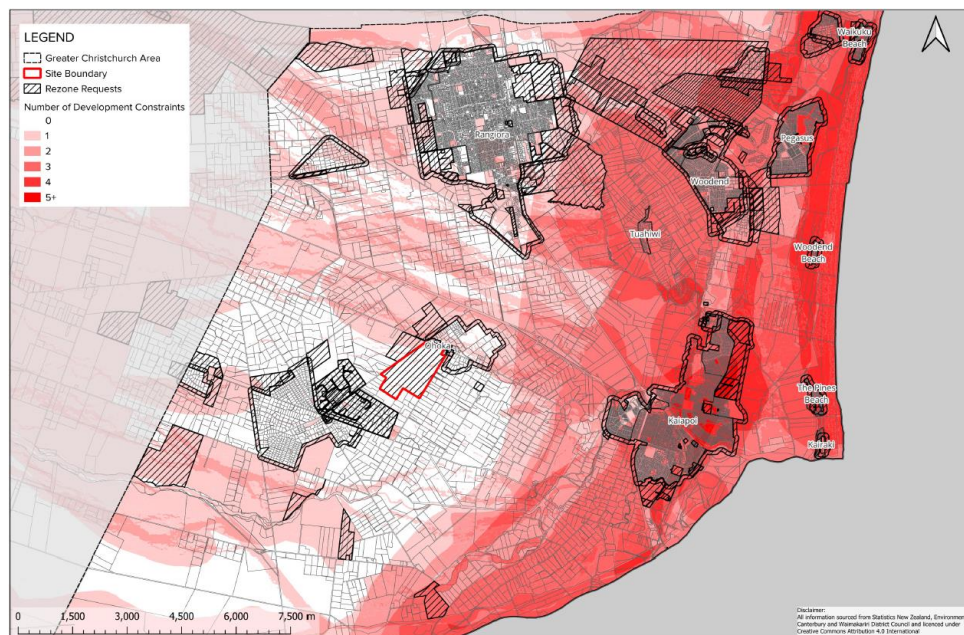 LEGEND
Greater Christchurch Area
Site Boundary
Rezone Requests
Number of Development Constraints
0
1
2
3
4
5+
Waikuku
Beach
Rangiora
Pegasus
Woodend
Tuahiwi
Woodend
Beach
Ohoka
The Pines
Beach
Kaiapoi
Kairaki
0 1,500 3,000 4,500 6,000 7,500 m
Disclaimer:
All information sourced from Statistics New Zealand, Environment
Canterbury and Waimakariri District Council and licenced under
Creative Commons Attribution 4.0 International